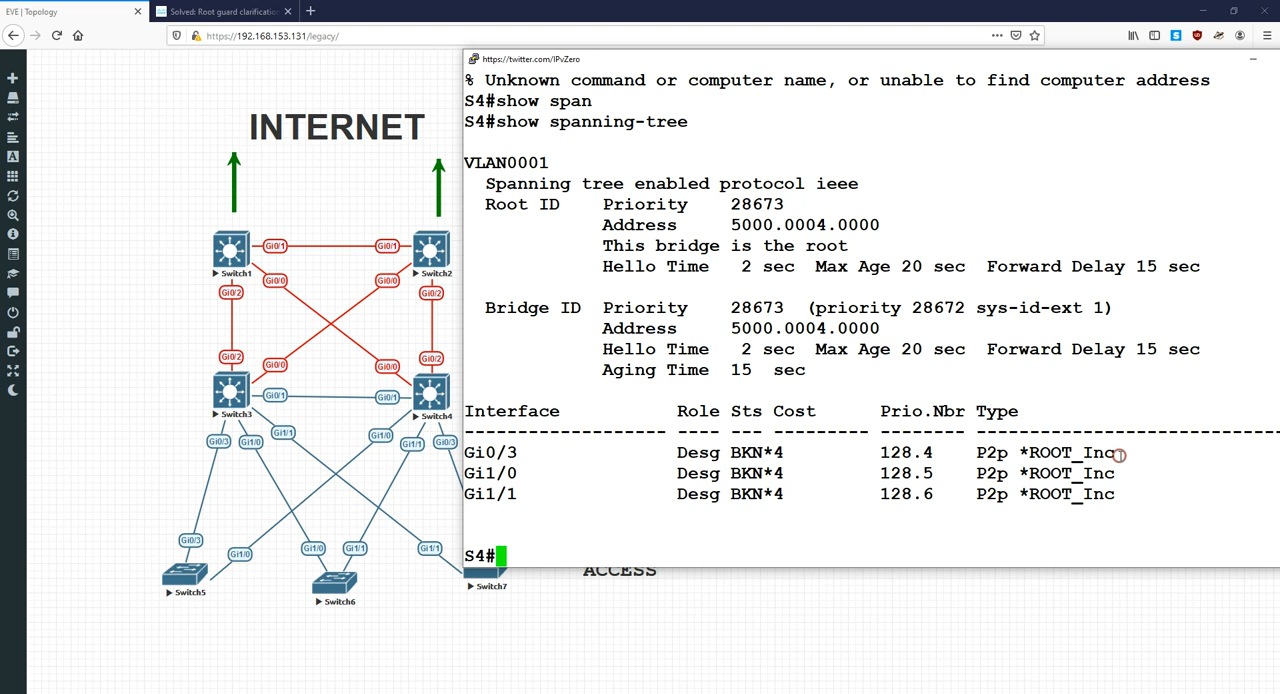 EVE | Topology
Solved: Root guard clarificatio
https://192.168.153.131/legacy/
https://twitter.com/IPvZero
% Unknown command or computer name, or unable to find computer address
S4#show span
S4#show spanning-tree
VLAN0001
Spanning tree enabled protocol ieee
Root ID Priority 28673
Address 5000.0004.0000
This bridge is the root
Hello Time 2 sec Max Age 20 sec Forward Delay 15 sec
Bridge ID Priority 28673 (priority 28672 sys-id-ext 1)
Address 5000.0004.0000
Hello Time 2 sec Max Age 20 sec Forward Delay 15 sec
Aging Time 15 sec
Interface Role Sts Cost Prio.Nbr Type
------------------- ---- --- --------- -------- --------------------------------
Gi0/3 Desg BKN*4 128.4 P2p *ROOT_Inc
Gi1/0 Desg BKN*4 128.5 P2p *ROOT_Inc
Gi1/1 Desg BKN*4 128.6 P2p *ROOT_Inc
S4#
INTERNET
Gi0/1 Gi0/1
Switch1 Switch2
Gi0/0 Gi0/0
Gi0/2 Gi0/2
Gi0/2 Gi0/2
Gi0/0 Gi0/0
Gi0/1 Gi0/1
Switch3 Switch4
Gi1/1 Gi1/0
Gi0/3 Gi1/0 Gi1/1 Gi0/3
Gi0/3 Gi1/0 Gi1/0 Gi1/1 Gi1/1
ACCESS
Switch5 Switch6 Switch7